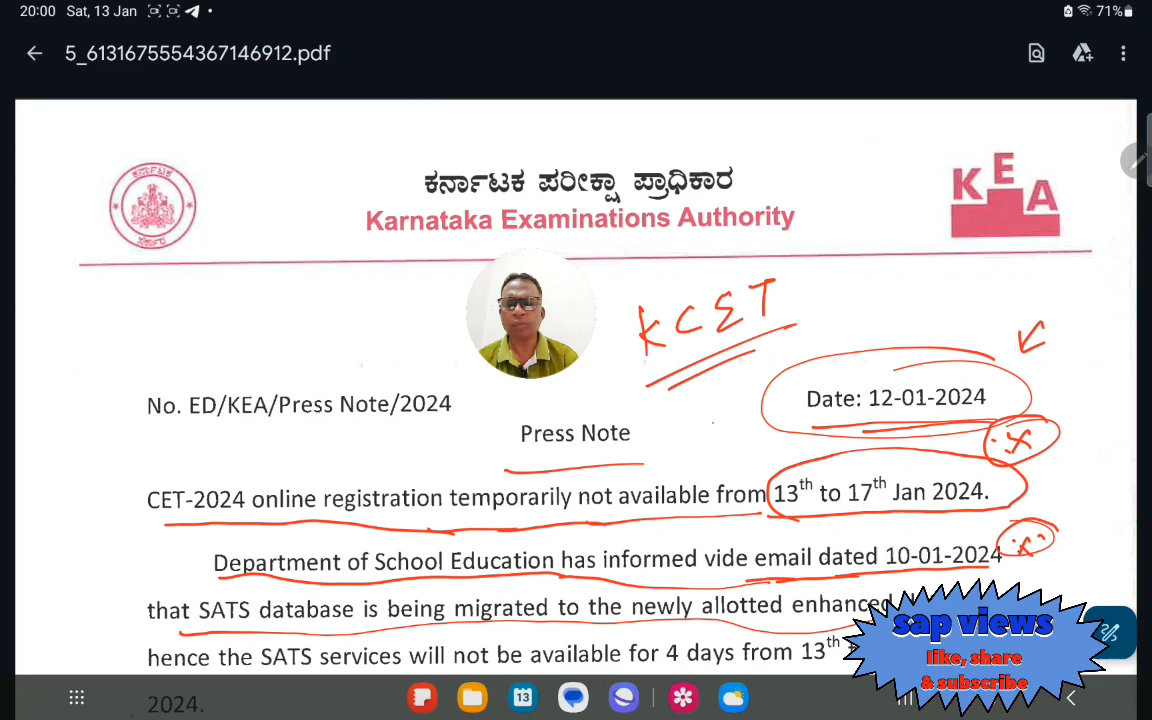 20:00 Sat, 13 Jan
71%
5_6131675554367146912.pdf
ಕರ್ನಾಟಕ ಪರೀಕ್ಷಾ ಪ್ರಾಧಿಕಾರ
KEA
Karnataka Examinations Authority
KCET
No. ED/KEA/Press Note/2024
Date: 12-01-2024
Press Note
CET-2024 online registration temporarily not available from 13th to 17th Jan 2024.
Department of School Education has informed vide email dated 10-01-2024
that SATS database is being migrated to the newly allotted enhanced
hence the SATS services will not be available for 4 days from 13th
2024.
sap views
like, share
& subscribe
13